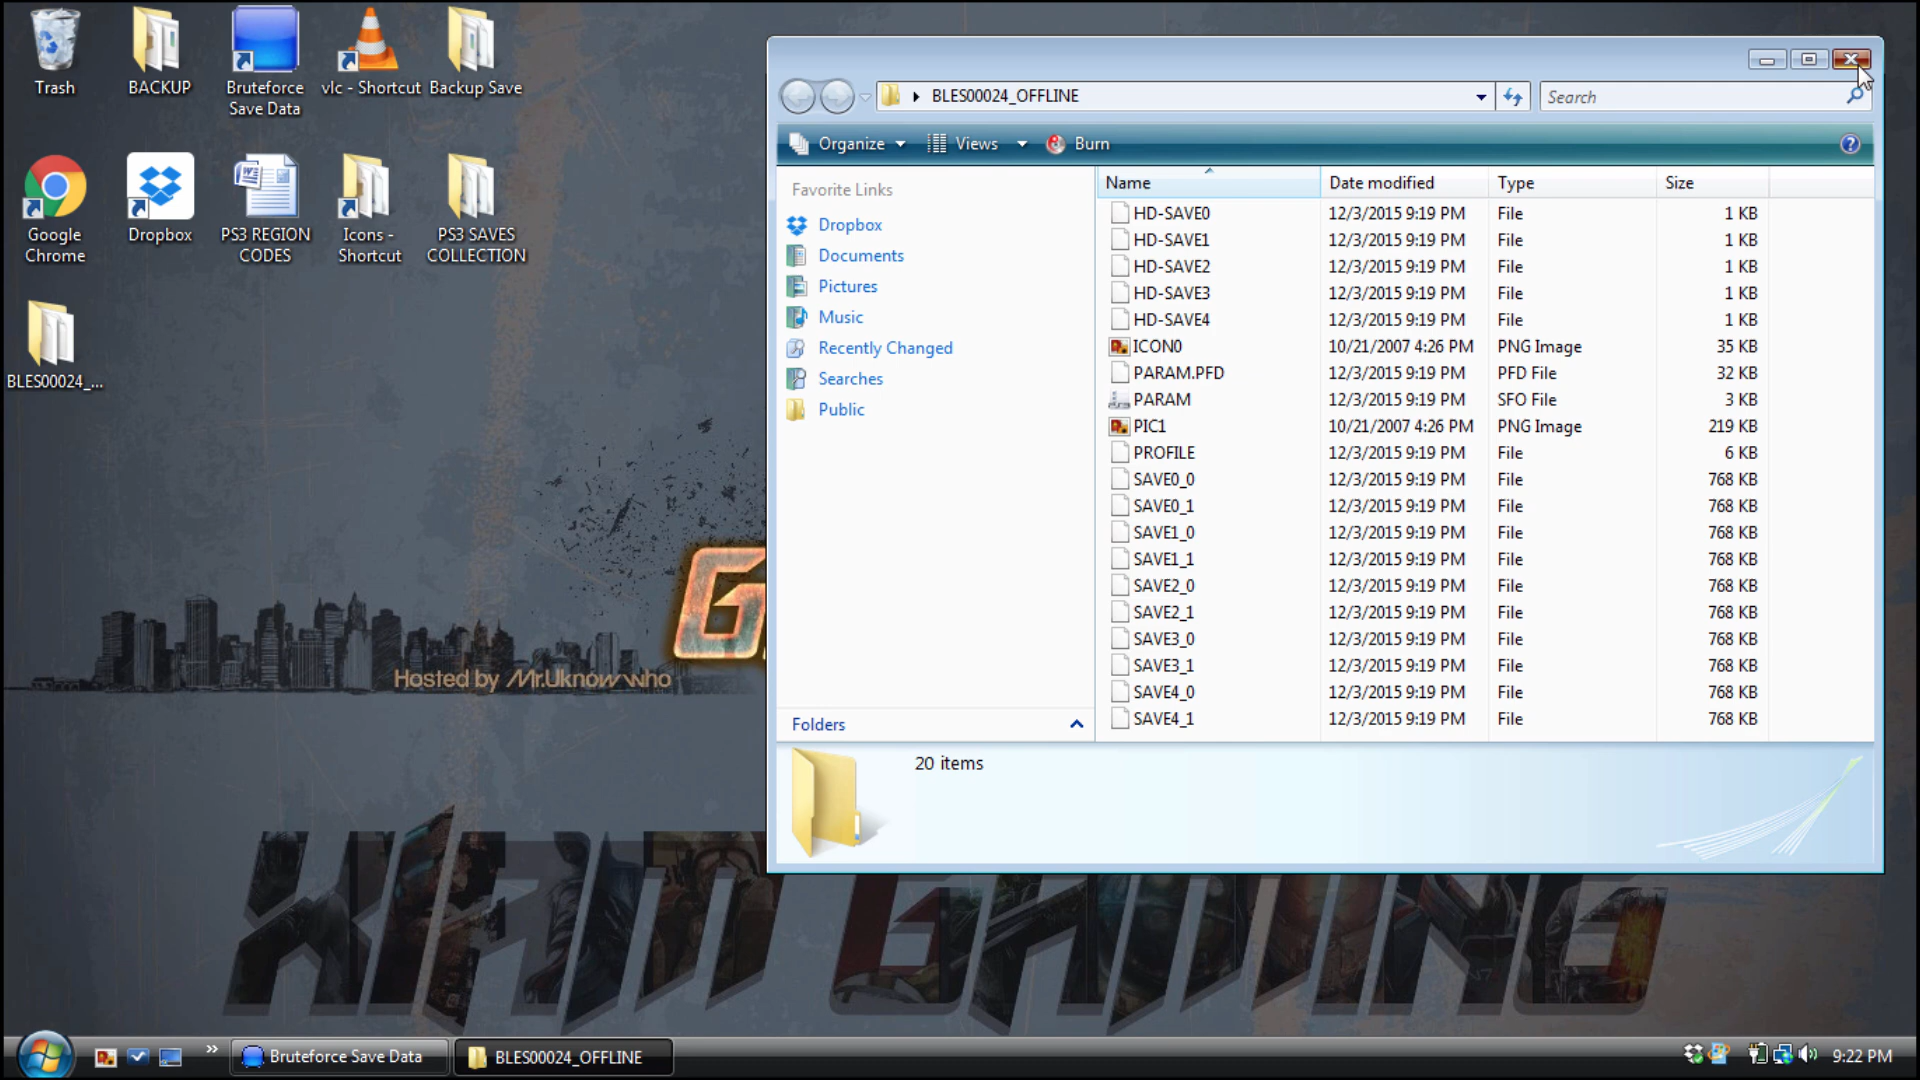 Trash
BACKUP
Bruteforce
Save Data
vlc - Shortcut
Backup Save
Google
Chrome
Dropbox
PS3 REGION
CODES
Icons -
Shortcut
PS3 SAVES
COLLECTION
BLES00024_...
Hosted by Mr.Uknowwho
XIAM GAMING
BLES00024_OFFLINE
Search
Organize
Views
Burn
Favorite Links
Dropbox
Documents
Pictures
Music
Recently Changed
Searches
Public
Folders
Name Date modified Type Size
HD-SAVE0 12/3/2015 9:19 PM File 1 KB
HD-SAVE1 12/3/2015 9:19 PM File 1 KB
HD-SAVE2 12/3/2015 9:19 PM File 1 KB
HD-SAVE3 12/3/2015 9:19 PM File 1 KB
HD-SAVE4 12/3/2015 9:19 PM File 1 KB
ICON0 10/21/2007 4:26 PM PNG Image 35 KB
PARAM.PFD 12/3/2015 9:19 PM PFD File 32 KB
PARAM 12/3/2015 9:19 PM SFO File 3 KB
PIC1 10/21/2007 4:26 PM PNG Image 219 KB
PROFILE 12/3/2015 9:19 PM File 6 KB
SAVE0_0 12/3/2015 9:19 PM File 768 KB
SAVE0_1 12/3/2015 9:19 PM File 768 KB
SAVE1_0 12/3/2015 9:19 PM File 768 KB
SAVE1_1 12/3/2015 9:19 PM File 768 KB
SAVE2_0 12/3/2015 9:19 PM File 768 KB
SAVE2_1 12/3/2015 9:19 PM File 768 KB
SAVE3_0 12/3/2015 9:19 PM File 768 KB
SAVE3_1 12/3/2015 9:19 PM File 768 KB
SAVE4_0 12/3/2015 9:19 PM File 768 KB
SAVE4_1 12/3/2015 9:19 PM File 768 KB
20 items
Bruteforce Save Data
BLES00024_OFFLINE
9:22 PM